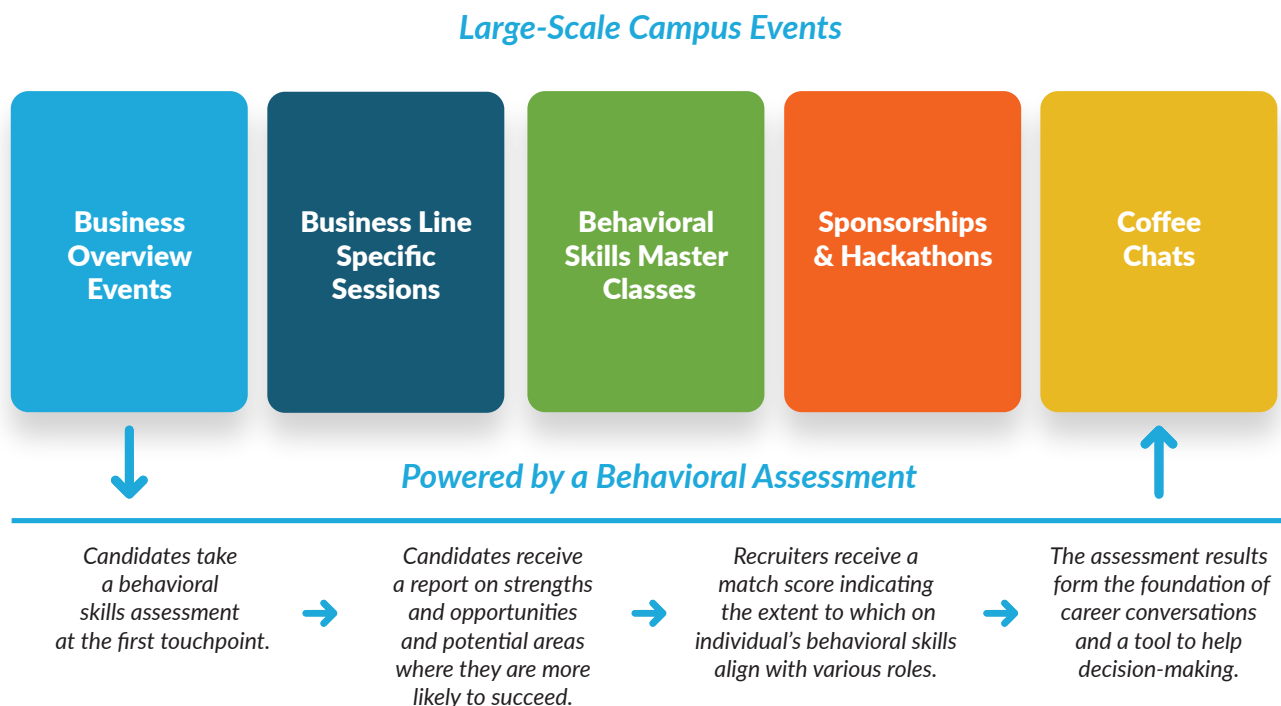 Large-Scale Campus Events
Business
Overview
Events
Business Line
Specific
Sessions
Behavioral
Skills Master
Classes
Sponsorships
& Hackathons
Coffee
Chats
Powered by a Behavioral Assessment
Candidates take
a behavioral
skills assessment
at the first touchpoint.
Candidates receive
a report on strengths
and opportunities
and potential areas
where they are more
likely to succeed.
Recruiters receive a
match score indicating
the extent to which on
individual's behavioral skills
align with various roles.
The assessment results
form the foundation of
career conversations
and a tool to help
decision-making.